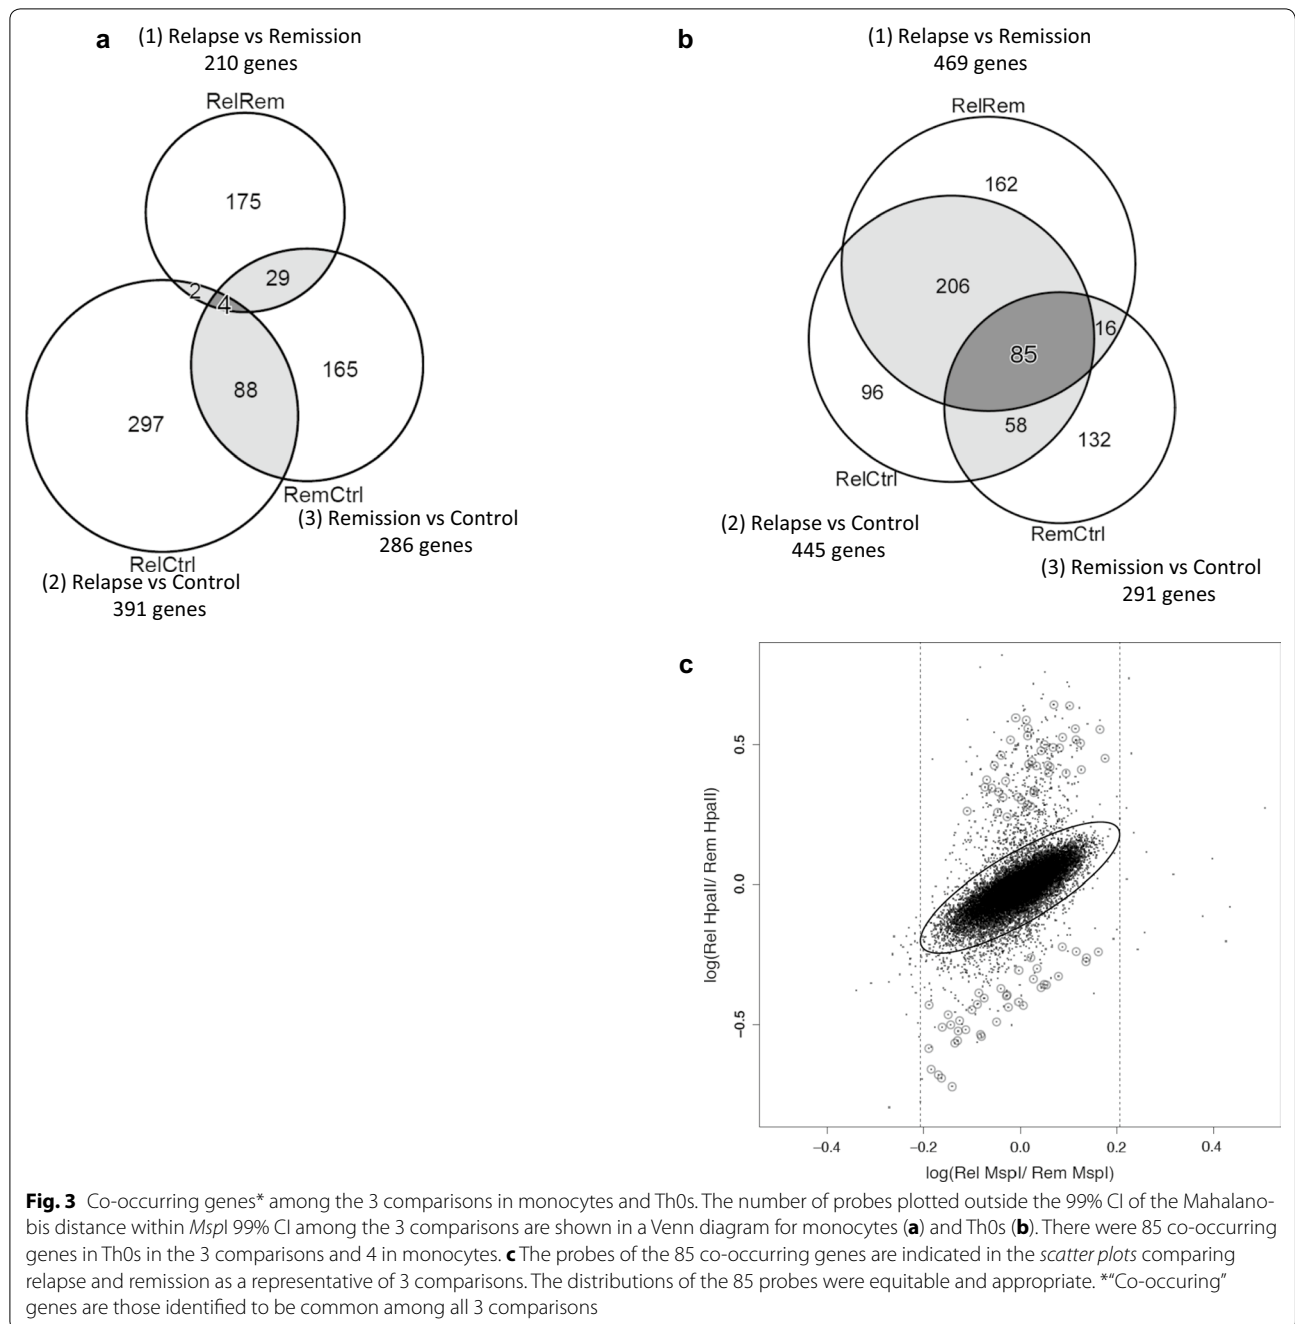 a
(1) Relapse vs Remission
210 genes
RelRem
175
29
2
4
88
165
297
RemCtrl
(3) Remission vs Control
286 genes
RelCtrl
(2) Relapse vs Control
391 genes
b
(1) Relapse vs Remission
469 genes
RelRem
162
206
16
85
96
58
132
RelCtrl
(2) Relapse vs Control
445 genes
RemCtrl
(3) Remission vs Control
291 genes
c
log(Rel HpaII/ Rem HpaII)
0.5
0.0
−0.5
−0.4
−0.2
0.0
0.2
0.4
log(Rel MspI/ Rem MspI)
Fig. 3 Co-occurring genes* among the 3 comparisons in monocytes and Th0s. The number of probes plotted outside the 99% CI of the Mahalano-
bis distance within MspI 99% CI among the 3 comparisons are shown in a Venn diagram for monocytes (a) and Th0s (b). There were 85 co-occurring
genes in Th0s in the 3 comparisons and 4 in monocytes. c The probes of the 85 co-occurring genes are indicated in the scatter plots comparing
relapse and remission as a representative of 3 comparisons. The distributions of the 85 probes were equitable and appropriate. *“Co-occuring”
genes are those identified to be common among all 3 comparisons